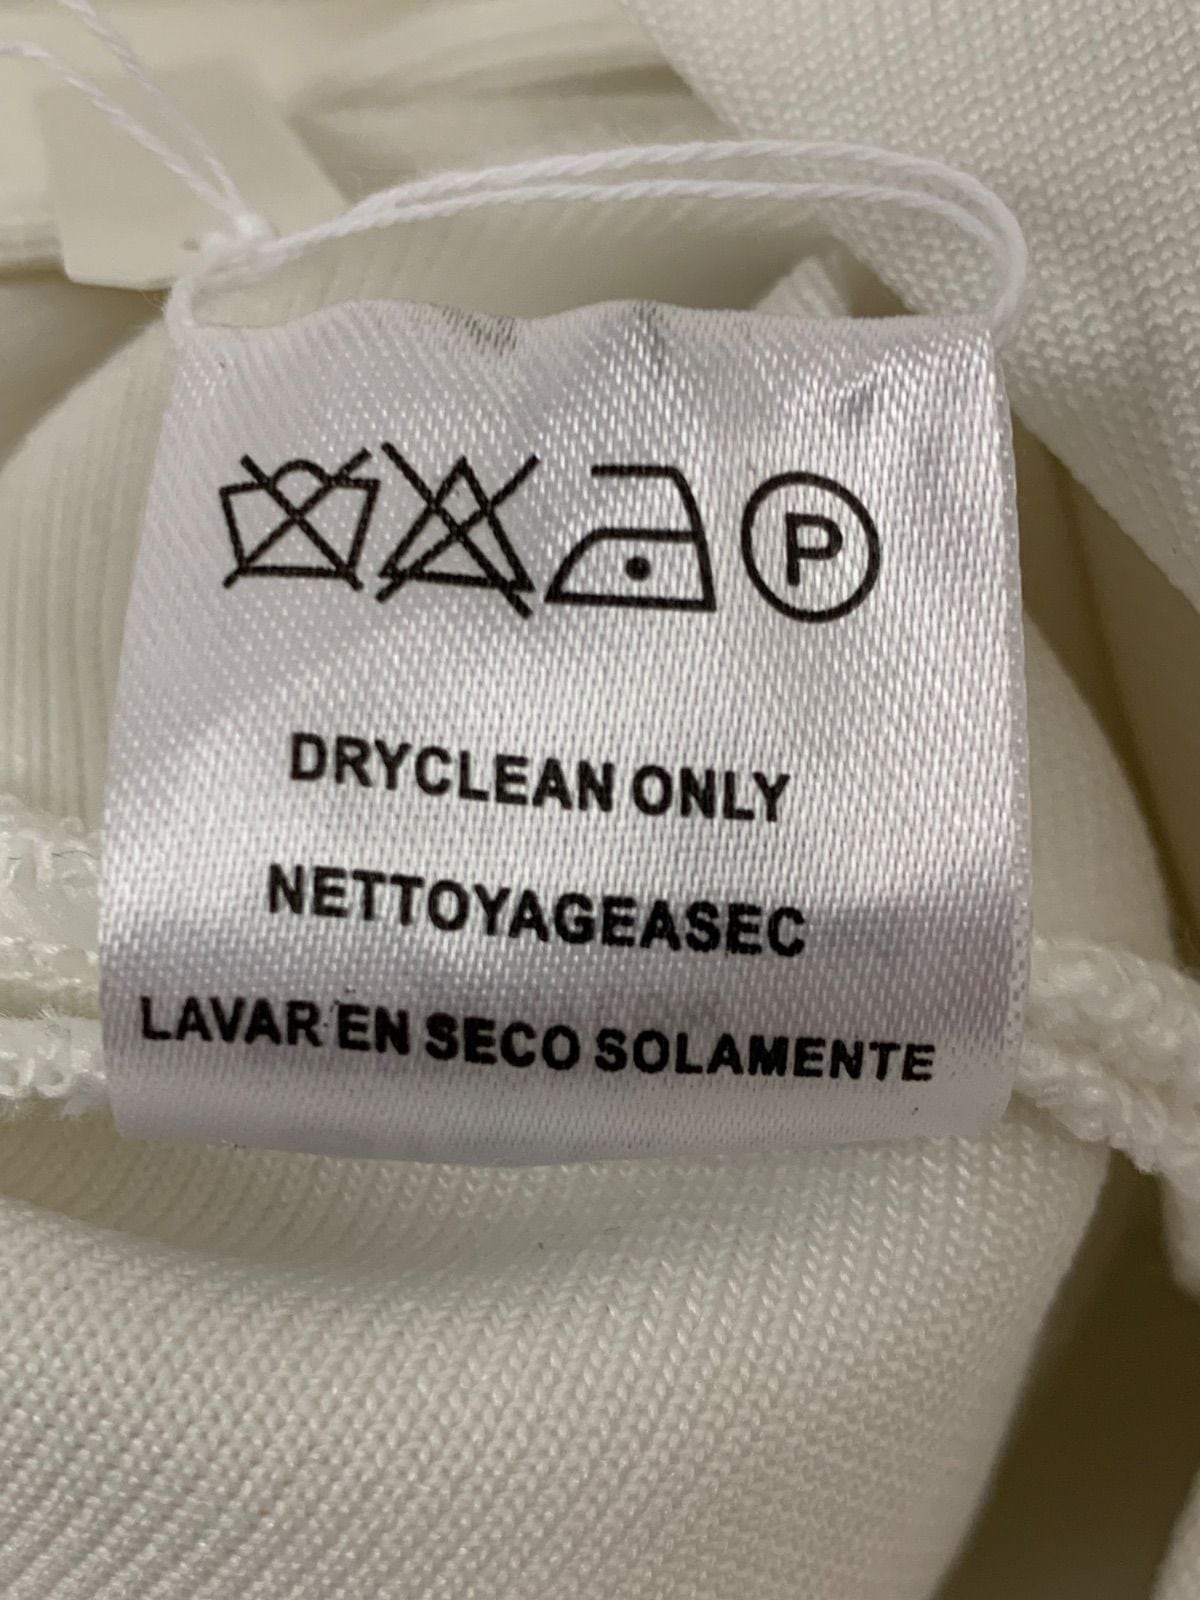 P
DRYCLEAN ONLY
NETTOYAGEASEC
LAVAR EN SECO SOLAMENTE